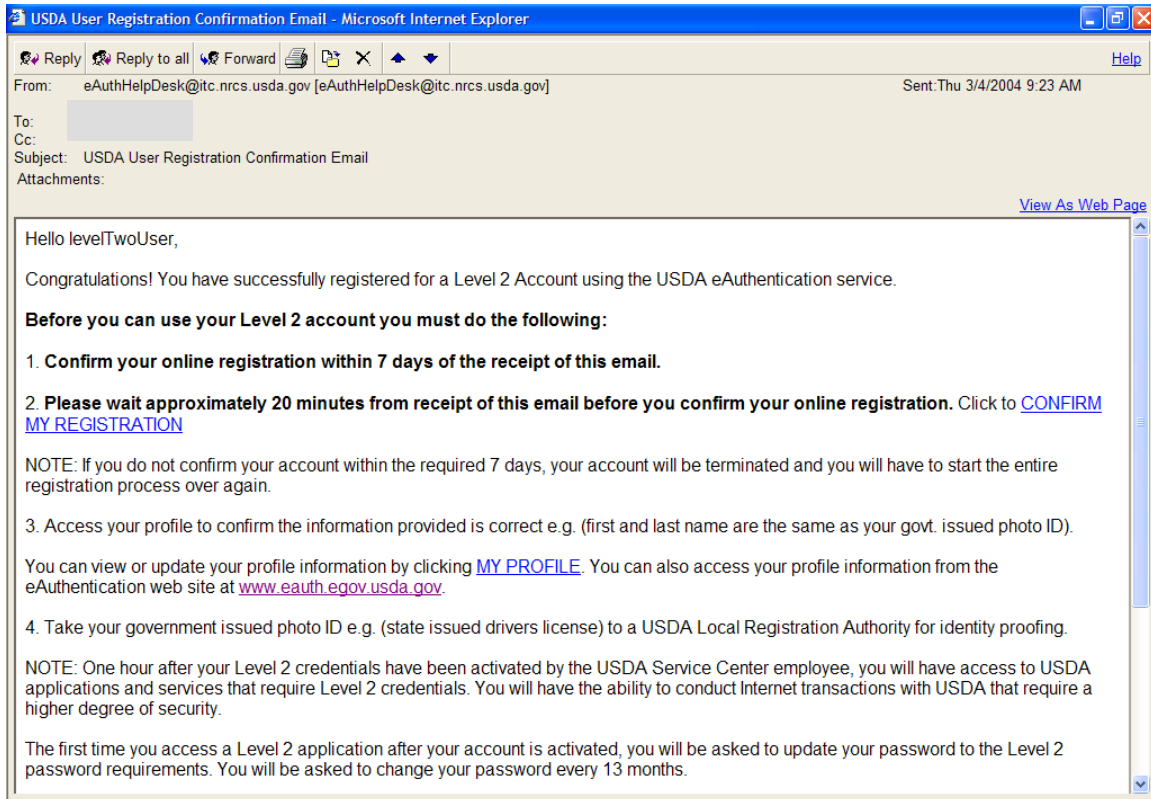 USDA User Registration Confirmation Email - Microsoft Internet Explorer
Reply Reply to all Forward Help
From: eAuthHelpDesk@itc.nrcs.usda.gov [eAuthHelpDesk@itc.nrcs.usda.gov] Sent:Thu 3/4/2004 9:23 AM
To:
Cc:
Subject: USDA User Registration Confirmation Email
Attachments:
View As Web Page
Hello levelTwoUser,
Congratulations! You have successfully registered for a Level 2 Account using the USDA eAuthentication service.
Before you can use your Level 2 account you must do the following:
1. Confirm your online registration within 7 days of the receipt of this email.
2. Please wait approximately 20 minutes from receipt of this email before you confirm your online registration. Click to CONFIRM
MY REGISTRATION
NOTE: If you do not confirm your account within the required 7 days, your account will be terminated and you will have to start the entire
registration process over again.
3. Access your profile to confirm the information provided is correct e.g. (first and last name are the same as your govt. issued photo ID).
You can view or update your profile information by clicking MY PROFILE. You can also access your profile information from the
eAuthentication web site at www.eauth.egov.usda.gov.
4. Take your government issued photo ID e.g. (state issued drivers license) to a USDA Local Registration Authority for identity proofing.
NOTE: One hour after your Level 2 credentials have been activated by the USDA Service Center employee, you will have access to USDA
applications and services that require Level 2 credentials. You will have the ability to conduct Internet transactions with USDA that require a
higher degree of security.
The first time you access a Level 2 application after your account is activated, you will be asked to update your password to the Level 2
password requirements. You will be asked to change your password every 13 months.